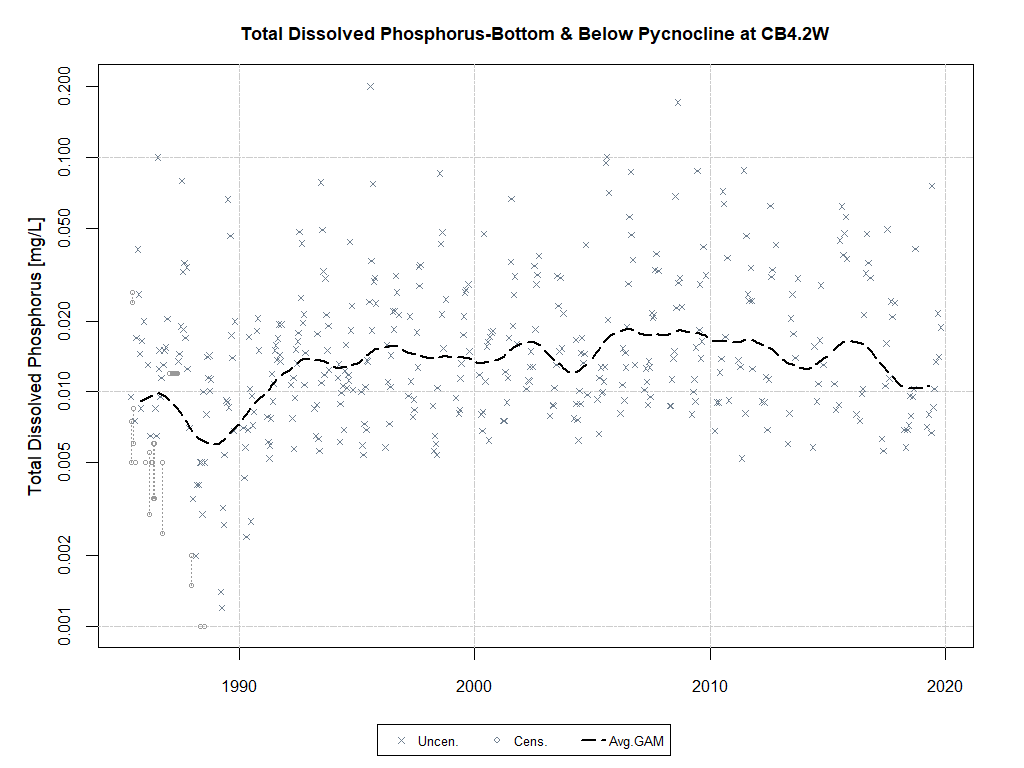 Total Dissolved Phosphorus-Bottom & Below Pycnocline at CB4.2W
Total Dissolved Phosphorus [mg/L]
0.200
0.100
0.050
0.020
0.010
0.005
0.002
0.001
1990 2000 2010 2020
Uncen. Cens. Avg.GAM